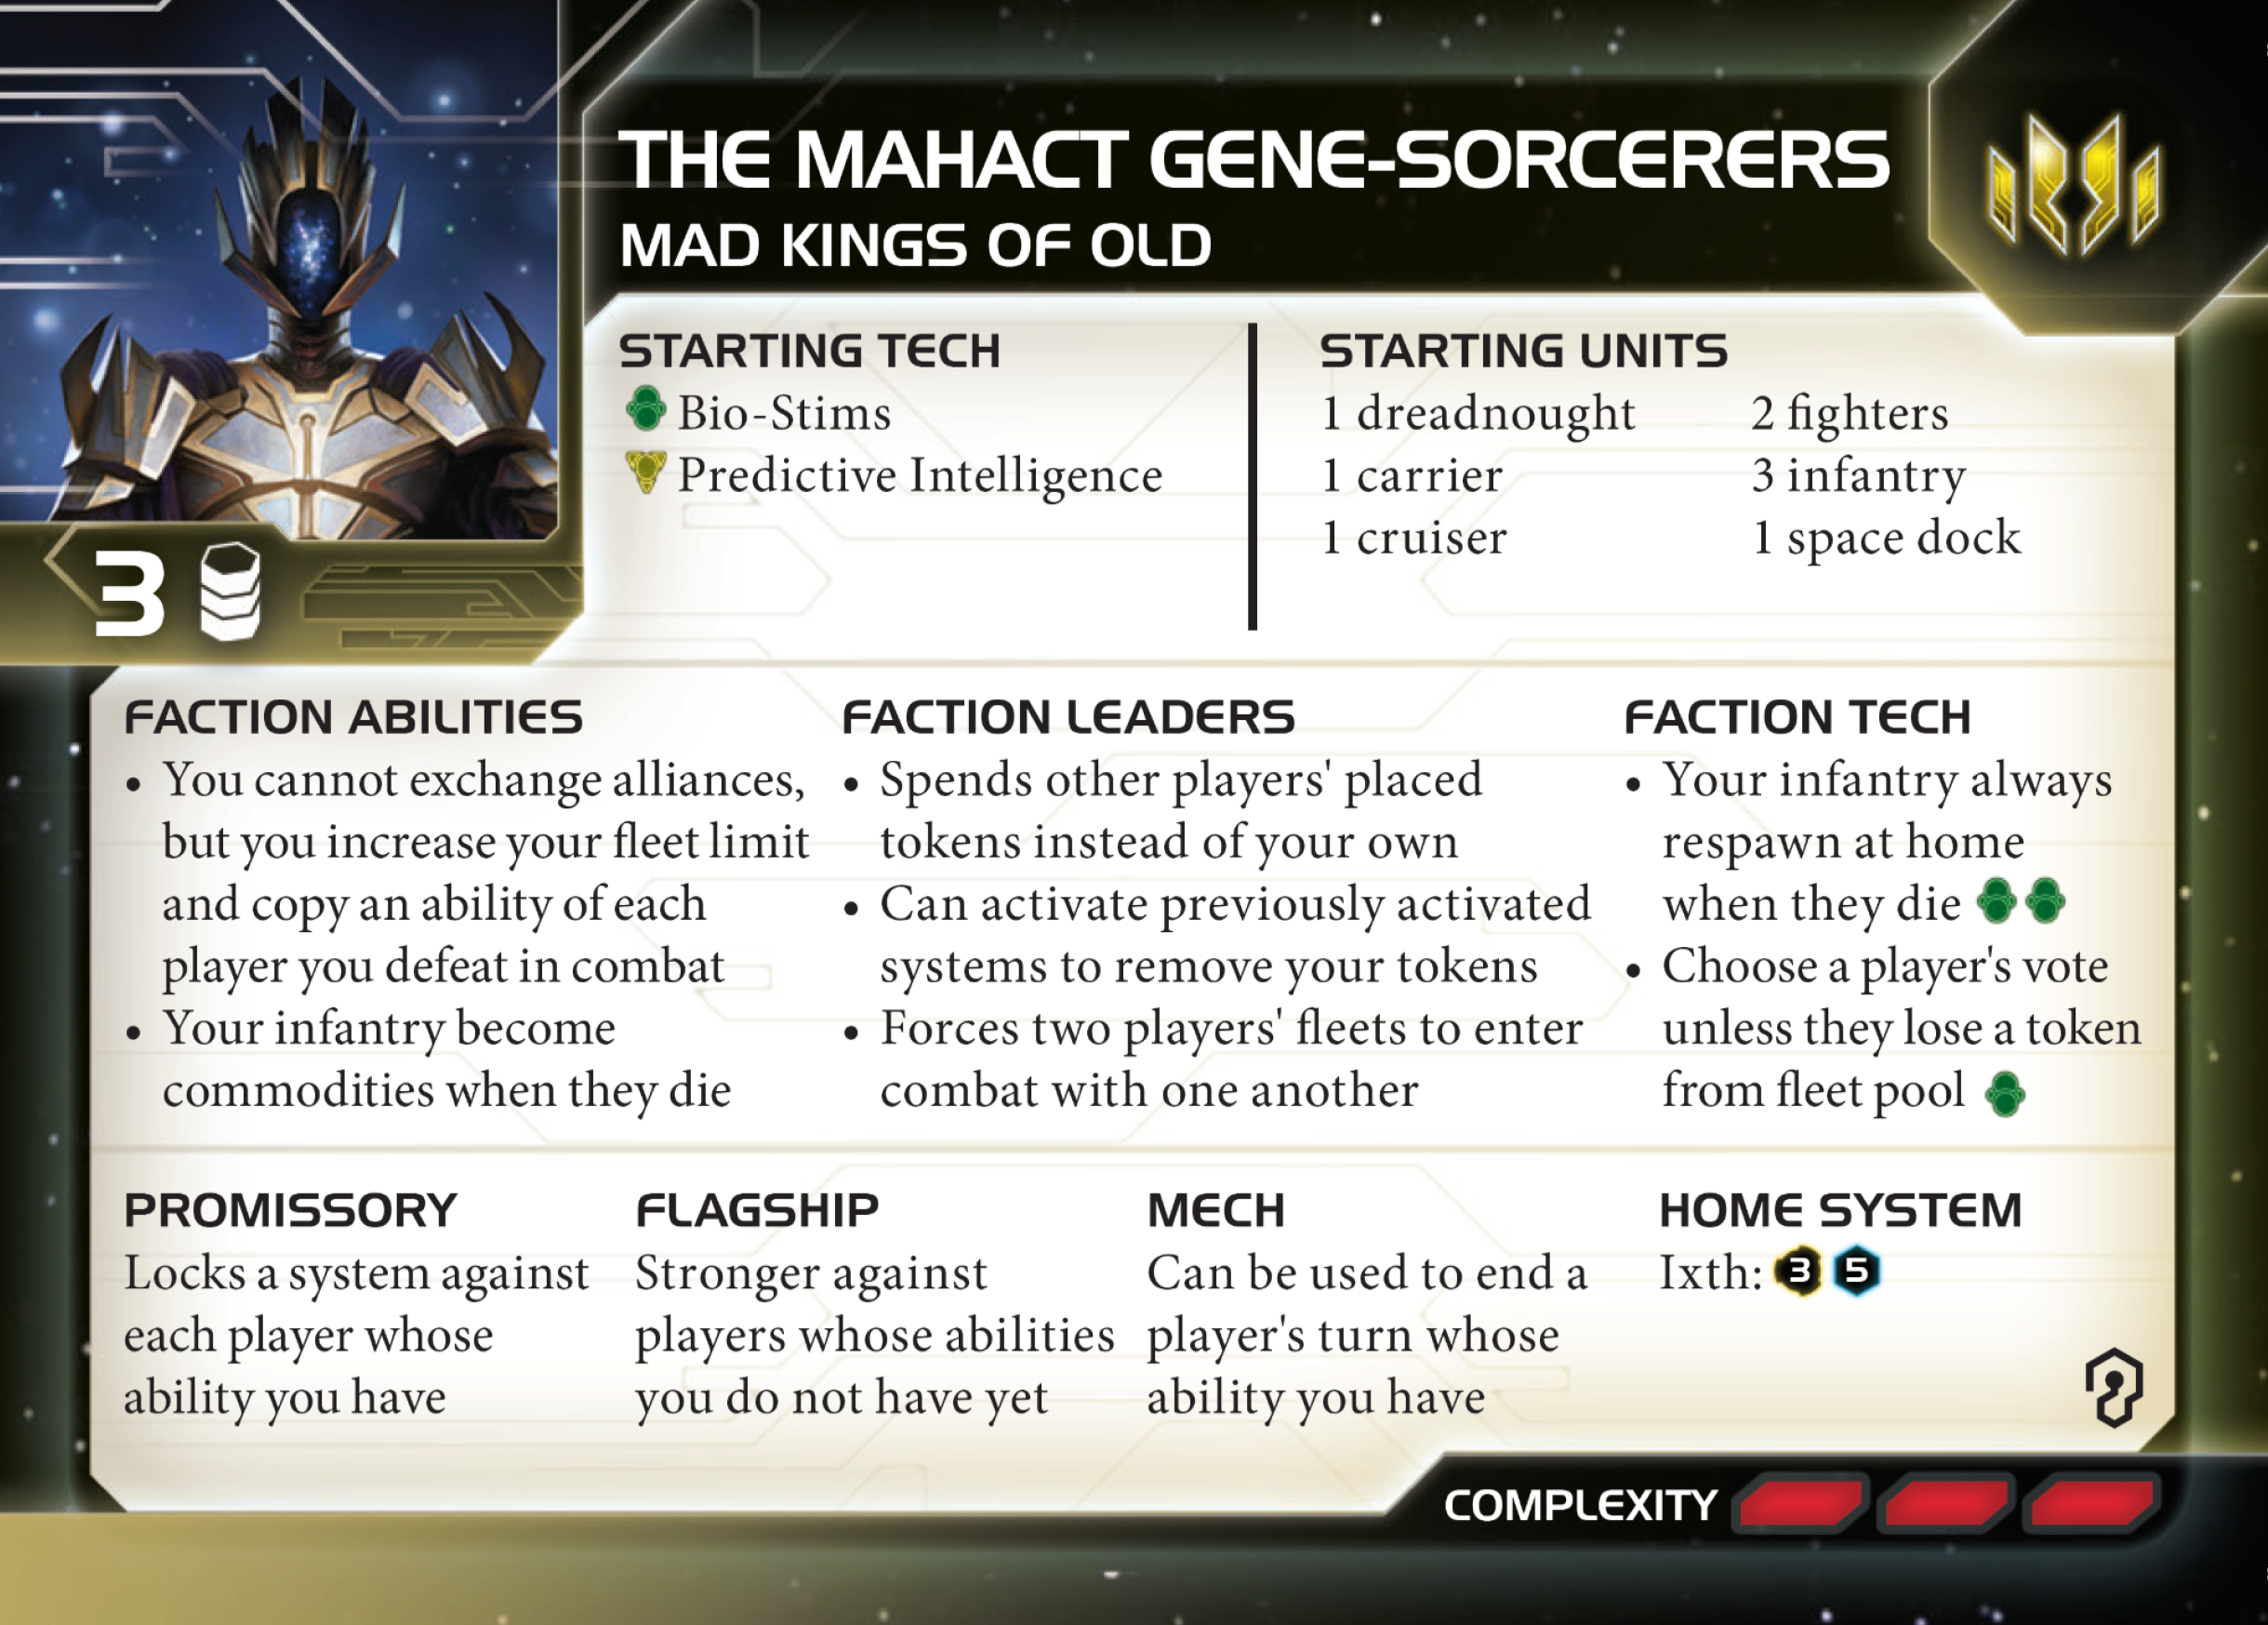 THE MAHACT GENE-SORCERERS
MAD KINGS OF OLD
3
STARTING TECH
Bio-Stims
Predictive Intelligence
STARTING UNITS
1 dreadnought
1 carrier
1 cruiser
2 fighters
3 infantry
1 space dock
FACTION ABILITIES
• You cannot exchange alliances,
but you increase your fleet limit
and copy an ability of each
player you defeat in combat
• Your infantry become
commodities when they die
FACTION LEADERS
• Spends other players' placed
tokens instead of your own
• Can activate previously activated
systems to remove your tokens
• Forces two players' fleets to enter
combat with one another
FACTION TECH
• Your infantry always
respawn at home
when they die
• Choose a player's vote
unless they lose a token
from fleet pool
PROMISSORY
Locks a system against
each player whose
ability you have
FLAGSHIP
Stronger against
players whose abilities
you do not have yet
MECH
Can be used to end a
player's turn whose
ability you have
HOME SYSTEM
Ixth: 3 5
COMPLEXITY